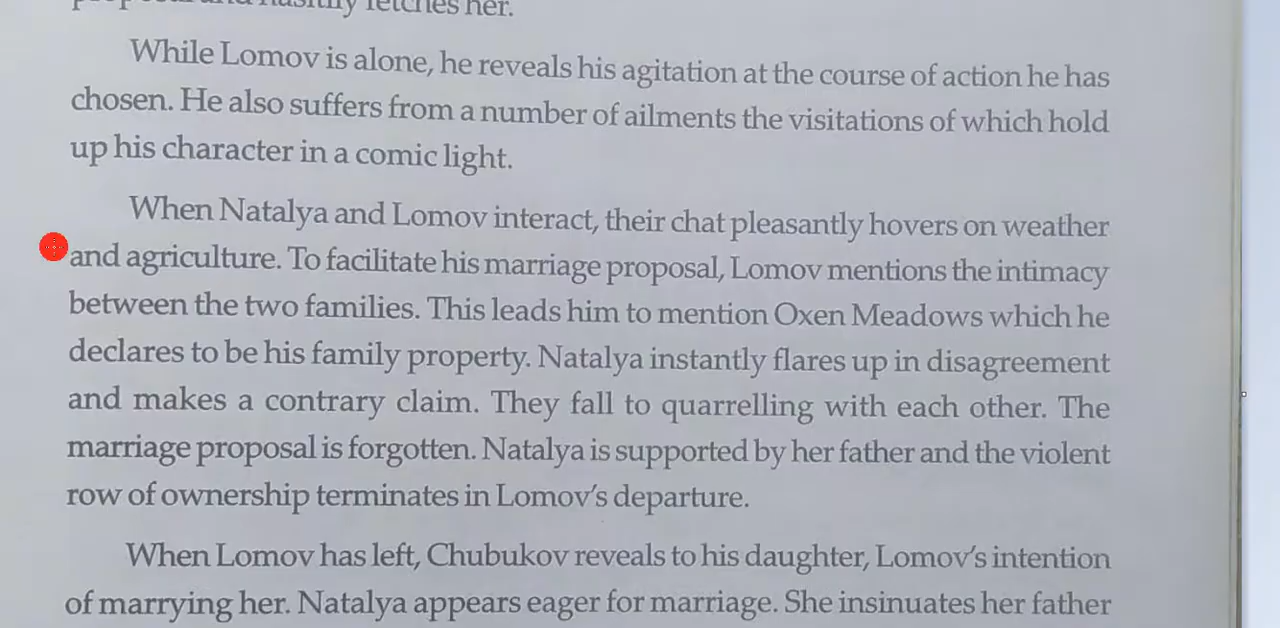 proposal and hastily fetches her.
While Lomov is alone, he reveals his agitation at the course of action he has
chosen. He also suffers from a number of ailments the visitations of which hold
up his character in a comic light.
When Natalya and Lomov interact, their chat pleasantly hovers on weather
and agriculture. To facilitate his marriage proposal, Lomov mentions the intimacy
between the two families. This leads him to mention Oxen Meadows which he
declares to be his family property. Natalya instantly flares up in disagreement
and makes a contrary claim. They fall to quarrelling with each other. The
marriage proposal is forgotten. Natalya is supported by her father and the violent
row of ownership terminates in Lomov's departure.
When Lomov has left, Chubukov reveals to his daughter, Lomov's intention
of marrying her. Natalya appears eager for marriage. She insinuates her father